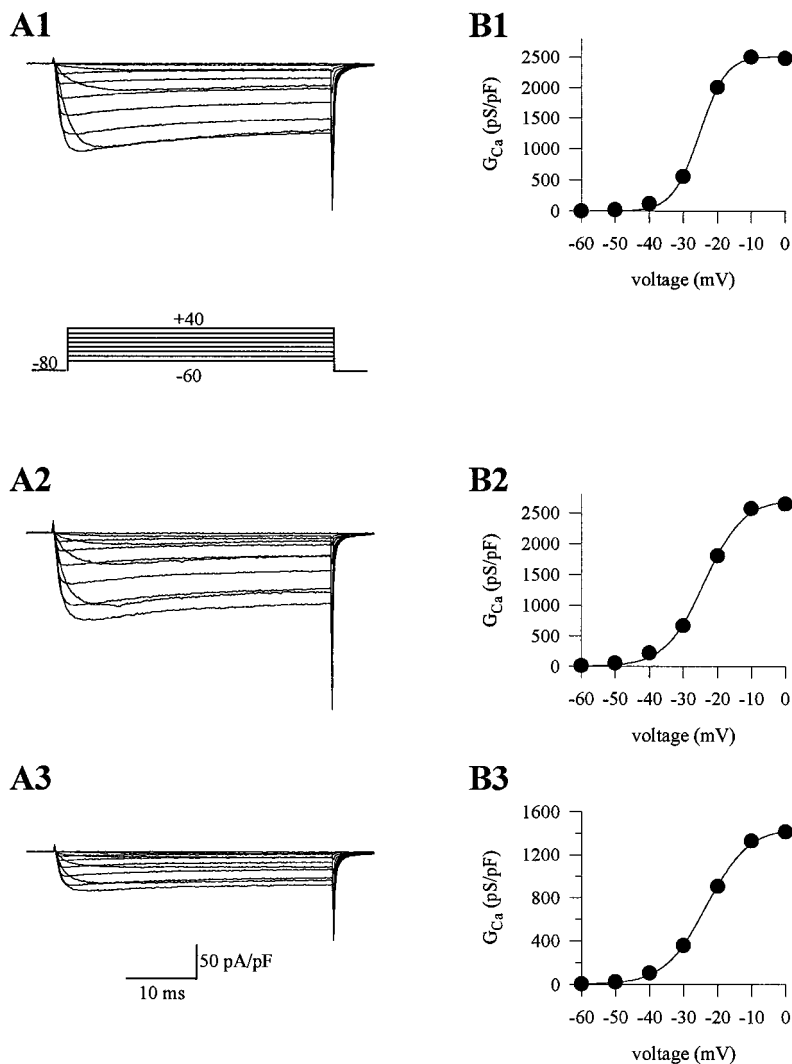 A1
B1
2500
2000
1500
1000
500
0
G_Ca (pS/pF)
-60 -50 -40 -30 -20 -10 0
voltage (mV)
+40
-80
-60
A2
B2
2500
2000
1500
1000
500
0
G_Ca (pS/pF)
-60 -50 -40 -30 -20 -10 0
voltage (mV)
A3
B3
1600
1200
800
400
0
G_Ca (pS/pF)
-60 -50 -40 -30 -20 -10 0
voltage (mV)
50 pA/pF
10 ms